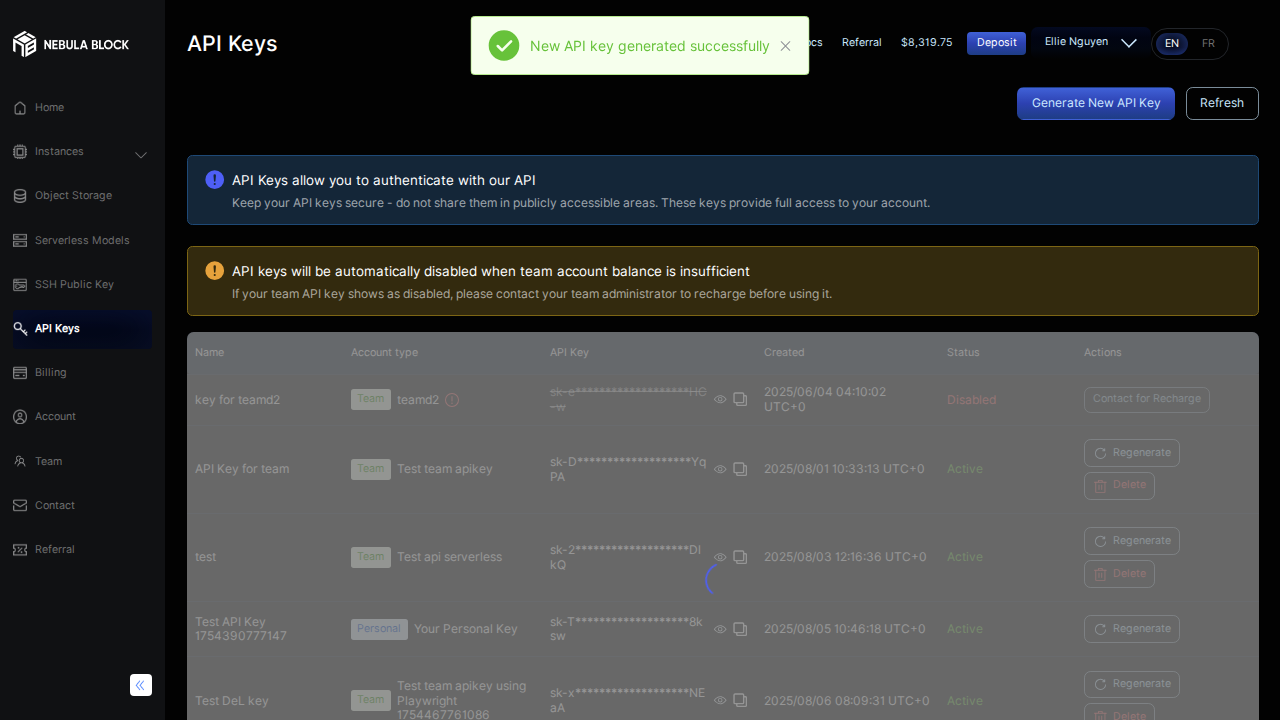 NEBULA BLOCK
API Keys
New API key generated successfully
ocs
Referral
$8,319.75
Deposit
Ellie Nguyen
EN
FR
Generate New API Key
Refresh
Home
Instances
Object Storage
Serverless Models
SSH Public Key
API Keys
Billing
Account
Team
Contact
Referral
API Keys allow you to authenticate with our API
Keep your API keys secure - do not share them in publicly accessible areas. These keys provide full access to your account.
API keys will be automatically disabled when team account balance is insufficient
If your team API key shows as disabled, please contact your team administrator to recharge before using it.
Name Account type API Key Created Status Actions
key for teamd2 Team teamd2 sk-e*******************HC
-w
2025/06/04 04:10:02
UTC+0
Disabled Contact for Recharge
API Key for team Team Test team apikey sk-D*******************Yq
PA
2025/08/01 10:33:13 UTC+0 Active Regenerate
Delete
test Team Test api serverless sk-2*******************DI
kQ
2025/08/03 12:16:36 UTC+0 Active Regenerate
Delete
Test API Key
1754390777147
Personal Your Personal Key sk-T*******************8k
sw
2025/08/05 10:46:18 UTC+0 Active Regenerate
Test DeL key Team Test team apikey using
Playwright
1754467761086
sk-x*******************NE
aA
2025/08/06 08:09:31 UTC+0 Active Regenerate
Delete